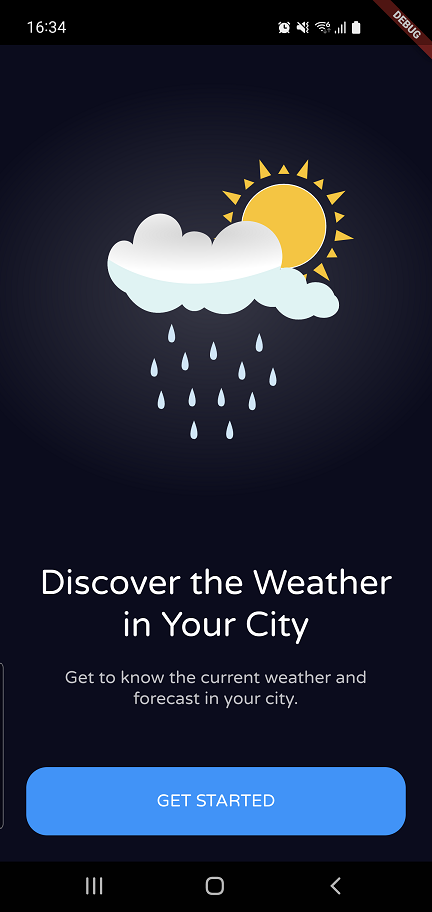 16:34
DEBUG
Discover the Weather
in Your City
Get to know the current weather and
forecast in your city.
GET STARTED